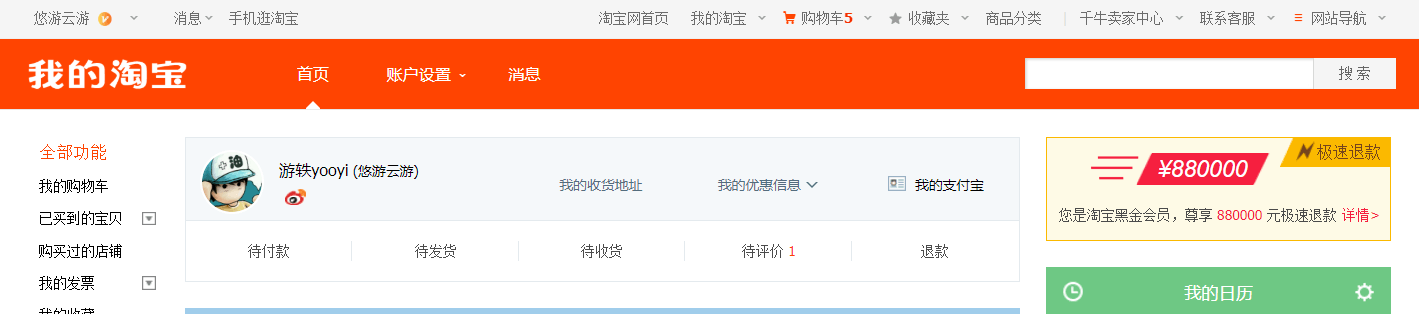 悠游云游 消息 手机逛淘宝 淘宝网首页 我的淘宝 购物车5 收藏夹 商品分类 | 千牛卖家中心 联系客服 网站导航
我的淘宝 首页 账户设置 消息 搜 索
全部功能
我的购物车
已买到的宝贝
购买过的店铺
我的发票
我的收藏
油
游轶yooyi (悠游云游)
我的收货地址 我的优惠信息 我的支付宝
待付款 待发货 待收货 待评价 1 退款
极速退款
¥880000
您是淘宝黑金会员，尊享 880000 元极速退款 详情>
我的日历